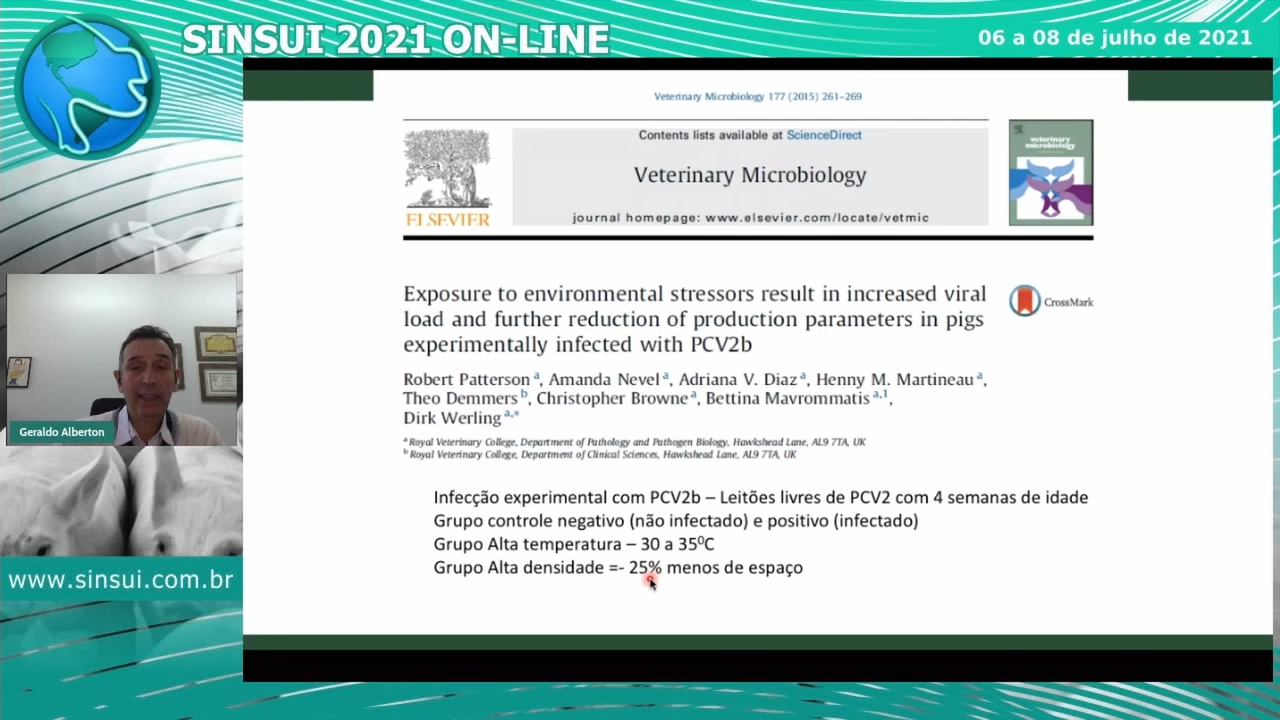 SINSUI 2021 ON-LINE
06 a 08 de julho de 2021
Veterinary Microbiology 177 (2015) 261–269
Contents lists available at ScienceDirect
Veterinary Microbiology
journal homepage: www.elsevier.com/locate/vetmic
ELSEVIER
veterinary
microbiology
Exposure to environmental stressors result in increased viral
load and further reduction of production parameters in pigs
experimentally infected with PCV2b
CrossMark
Robert Patterson a, Amanda Nevel a, Adriana V. Diaz a, Henny M. Martineau a,
Theo Demmers b, Christopher Browne a, Bettina Mavrommatis a,1,
Dirk Werling a,*
a Royal Veterinary College, Department of Pathology and Pathogen Biology, Hawkshead Lane, AL9 7TA, UK
b Royal Veterinary College, Department of Clinical Sciences, Hawkshead Lane, AL9 7TA, UK
Infecção experimental com PCV2b – Leitões livres de PCV2 com 4 semanas de idade
Grupo controle negativo (não infectado) e positivo (infectado)
Grupo Alta temperatura – 30 a 35⁰C
Grupo Alta densidade =- 25% menos de espaço
Geraldo Alberton
www.sinsui.com.br